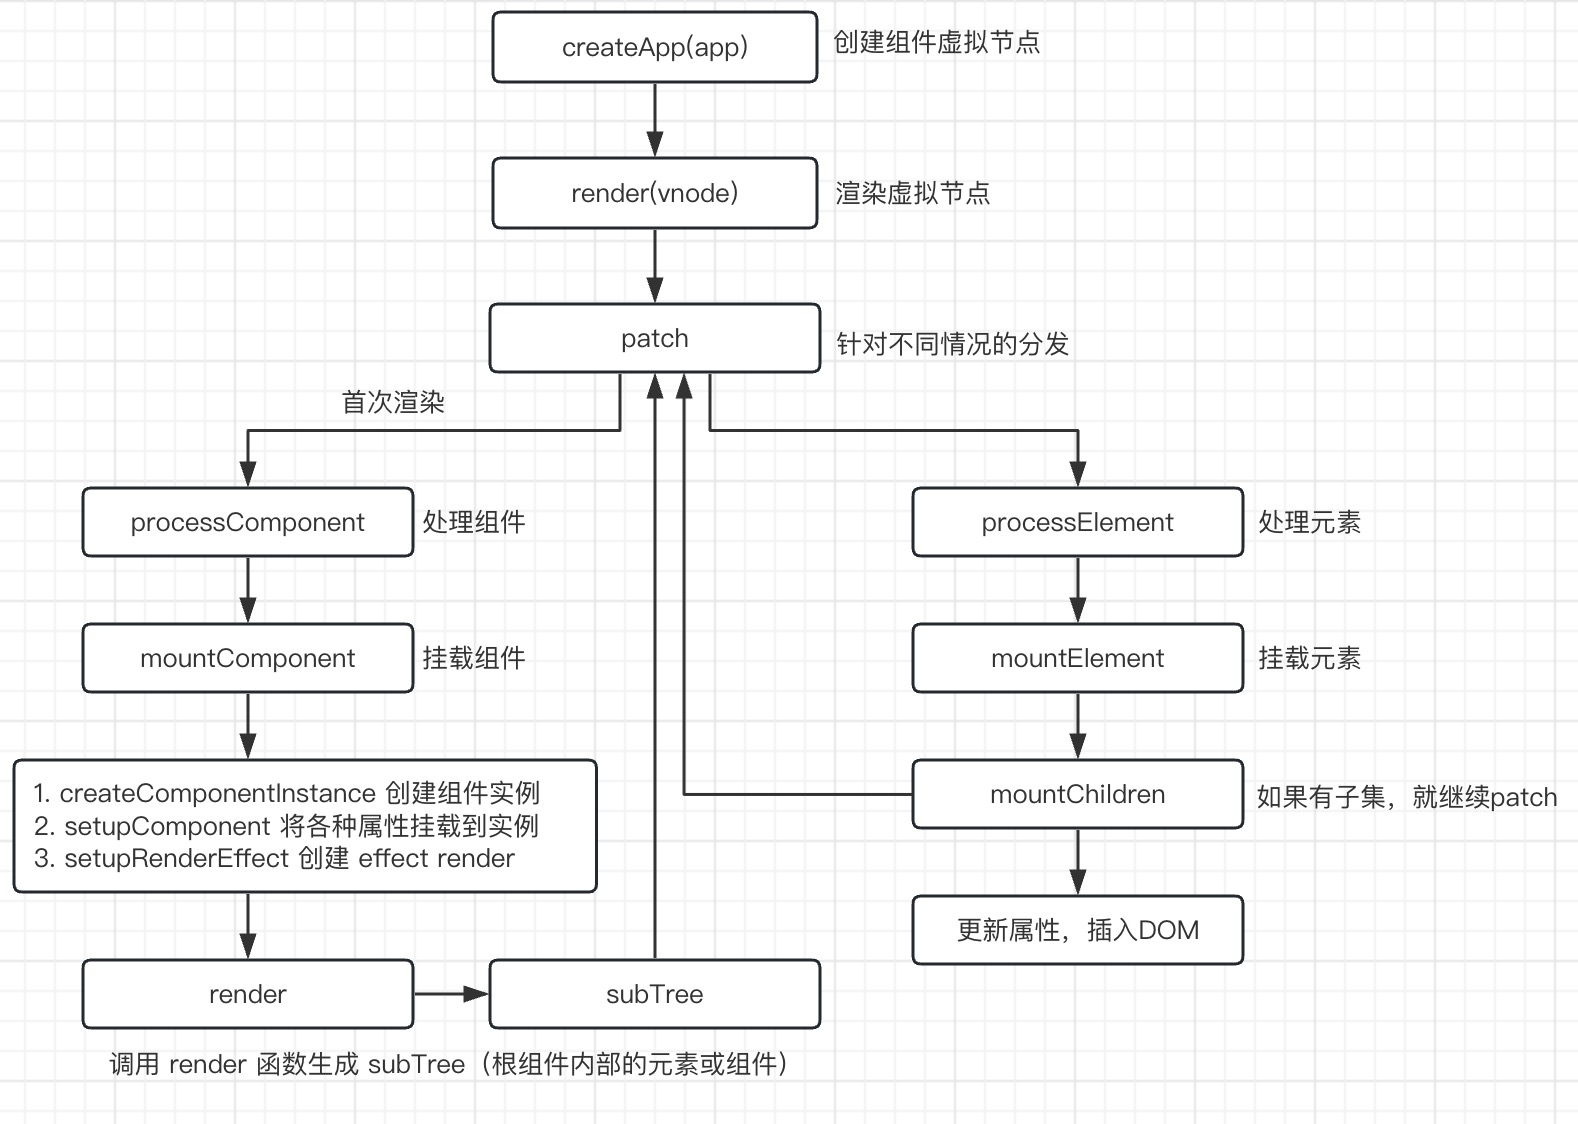 createApp(app)
创建组件虚拟节点
render(vnode)
渲染虚拟节点
patch
针对不同情况的分发
首次渲染
processComponent
处理组件
processElement
处理元素
mountComponent
挂载组件
mountElement
挂载元素
1. createComponentInstance 创建组件实例
2. setupComponent 将各种属性挂载到实例
3. setupRenderEffect 创建 effect render
mountChildren
如果有子集，就继续patch
更新属性，插入DOM
render
subTree
调用 render 函数生成 subTree（根组件内部的元素或组件）